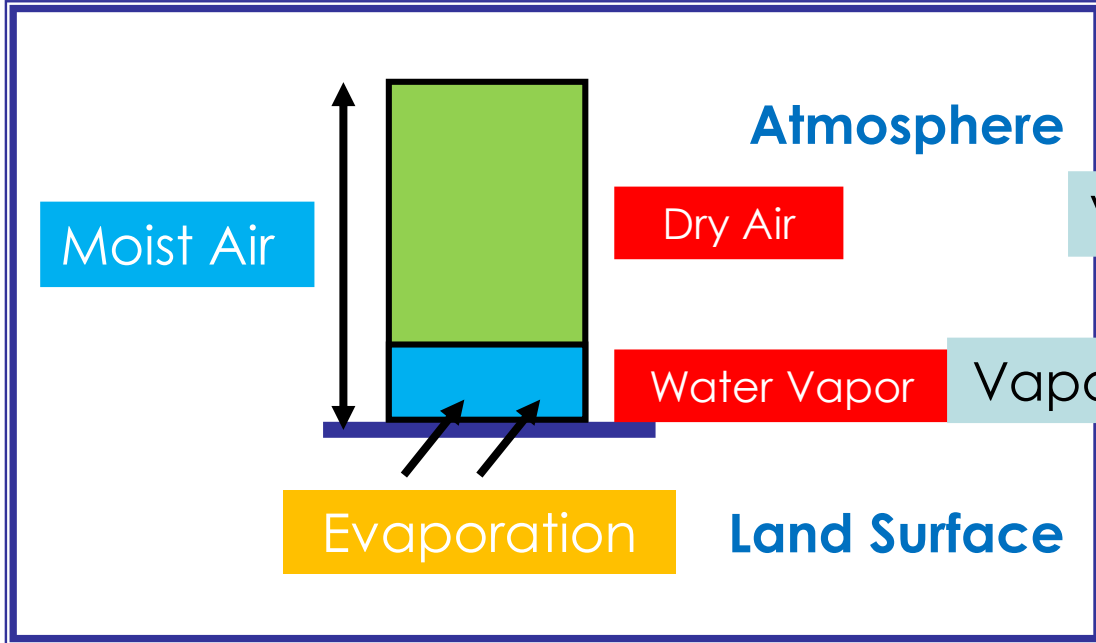 Atmosphere
Dry Air
Moist Air
Water Vapor
Evaporation
Land Surface